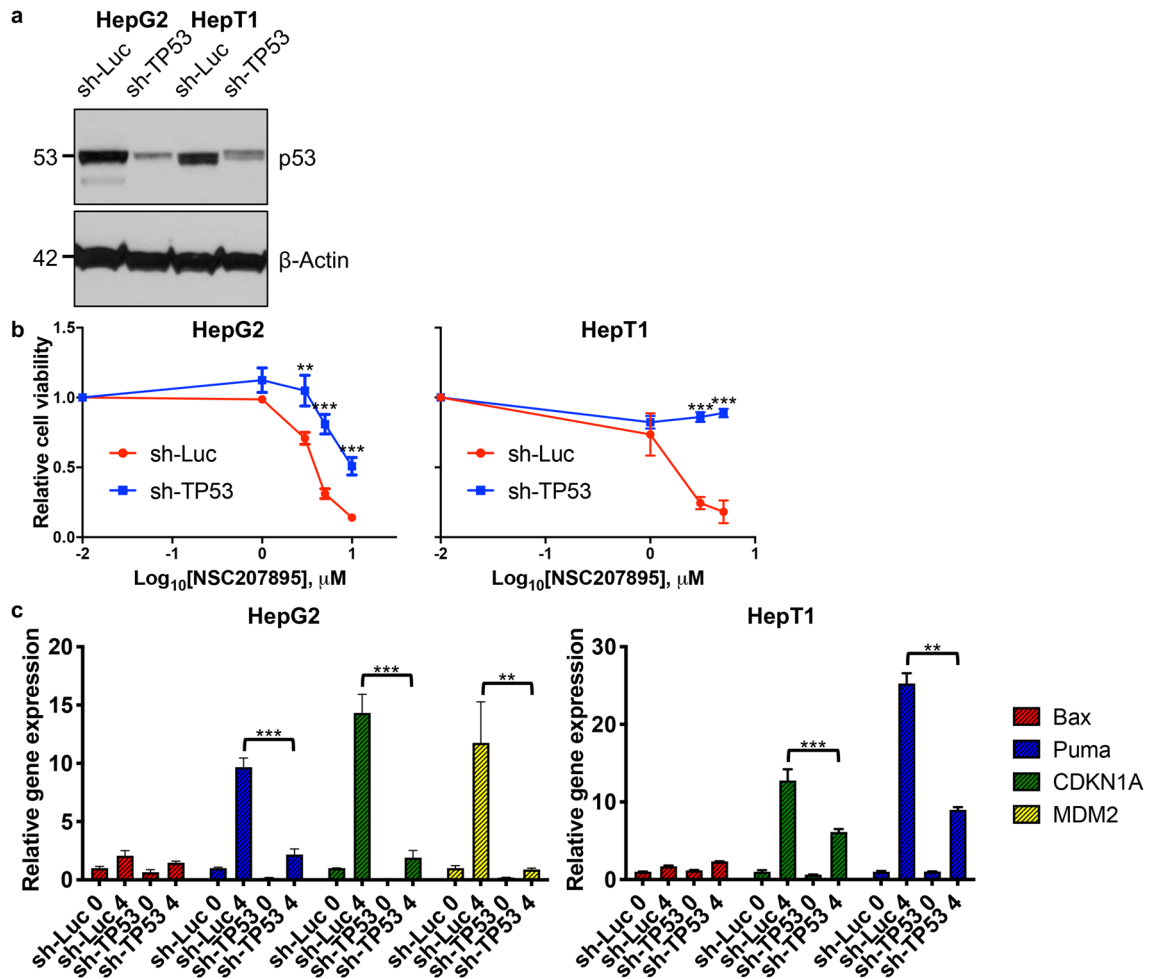 a
HepG2 HepT1
sh-Luc sh-TP53 sh-Luc sh-TP53
53 p53
42 β-Actin
b
HepG2
Relative cell viability
1.5
1.0
0.5
0.0
** *** ***
sh-Luc
sh-TP53
-2 -1 0 1
Log10[NSC207895], μM
HepT1
*** ***
sh-Luc
sh-TP53
-2 -1 0 1
Log10[NSC207895], μM
c
HepG2
Relative gene expression
20
15
10
5
0
*** *** **
sh-Luc 0 sh-Luc 4 sh-TP53 0 sh-TP53 4 sh-Luc 0 sh-Luc 4 sh-TP53 0 sh-TP53 4 sh-Luc 0 sh-Luc 4 sh-TP53 0 sh-TP53 4 sh-Luc 0 sh-Luc 4 sh-TP53 0 sh-TP53 4
HepT1
Relative gene expression
30
20
10
0
*** **
sh-Luc 0 sh-Luc 4 sh-TP53 0 sh-TP53 4 sh-Luc 0 sh-Luc 4 sh-TP53 0 sh-TP53 4 sh-Luc 0 sh-Luc 4 sh-TP53 0 sh-TP53 4
Bax
Puma
CDKN1A
MDM2